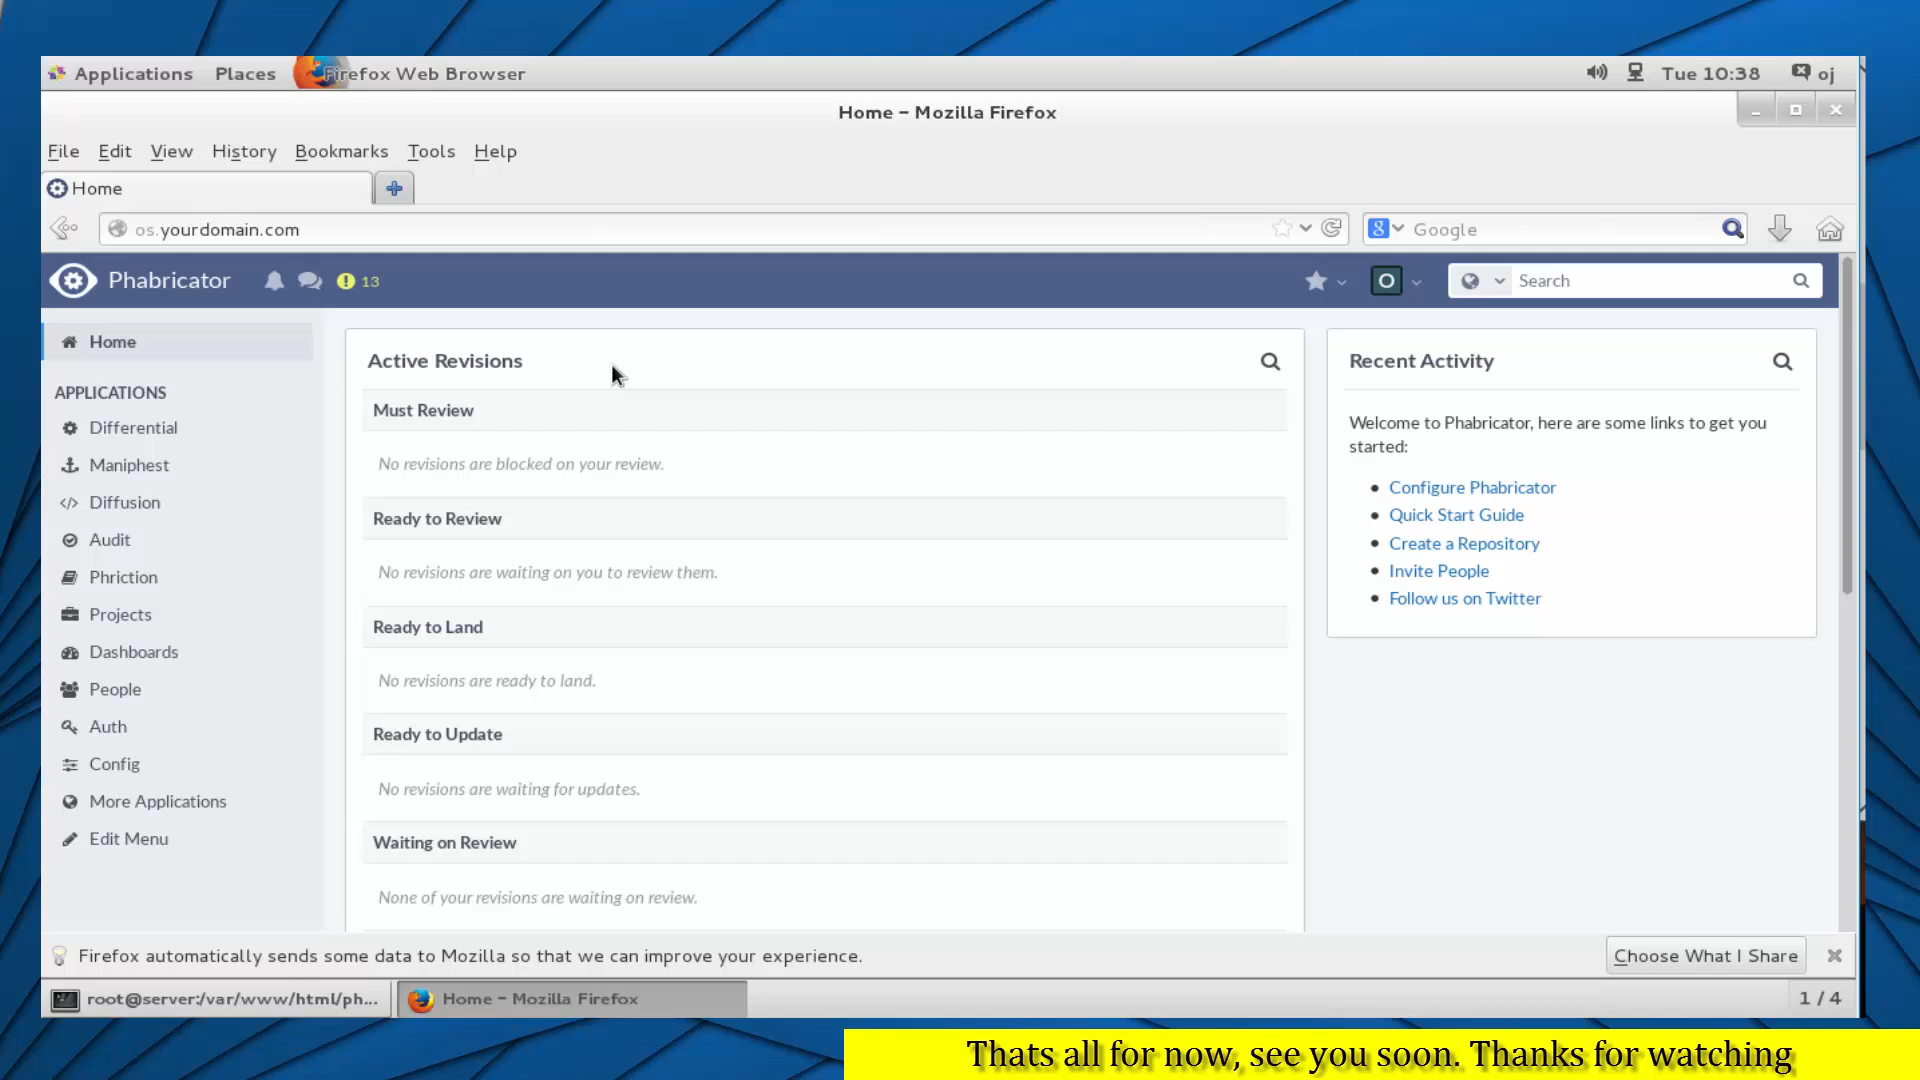 Applications Places Firefox Web Browser Tue 10:38 oj
Home - Mozilla Firefox
File Edit View History Bookmarks Tools Help
Home
os.yourdomain.com
Google
Phabricator 13
O
Search
Home
APPLICATIONS
Differential
Maniphest
Diffusion
Audit
Phriction
Projects
Dashboards
People
Auth
Config
More Applications
Edit Menu
Active Revisions
Must Review
No revisions are blocked on your review.
Ready to Review
No revisions are waiting on you to review them.
Ready to Land
No revisions are ready to land.
Ready to Update
No revisions are waiting for updates.
Waiting on Review
None of your revisions are waiting on review.
Recent Activity
Welcome to Phabricator, here are some links to get you
started:
Configure Phabricator
Quick Start Guide
Create a Repository
Invite People
Follow us on Twitter
Firefox automatically sends some data to Mozilla so that we can improve your experience.
Choose What I Share
root@server:/var/www/html/ph...
Home - Mozilla Firefox
1 / 4
Thats all for now, see you soon. Thanks for watching